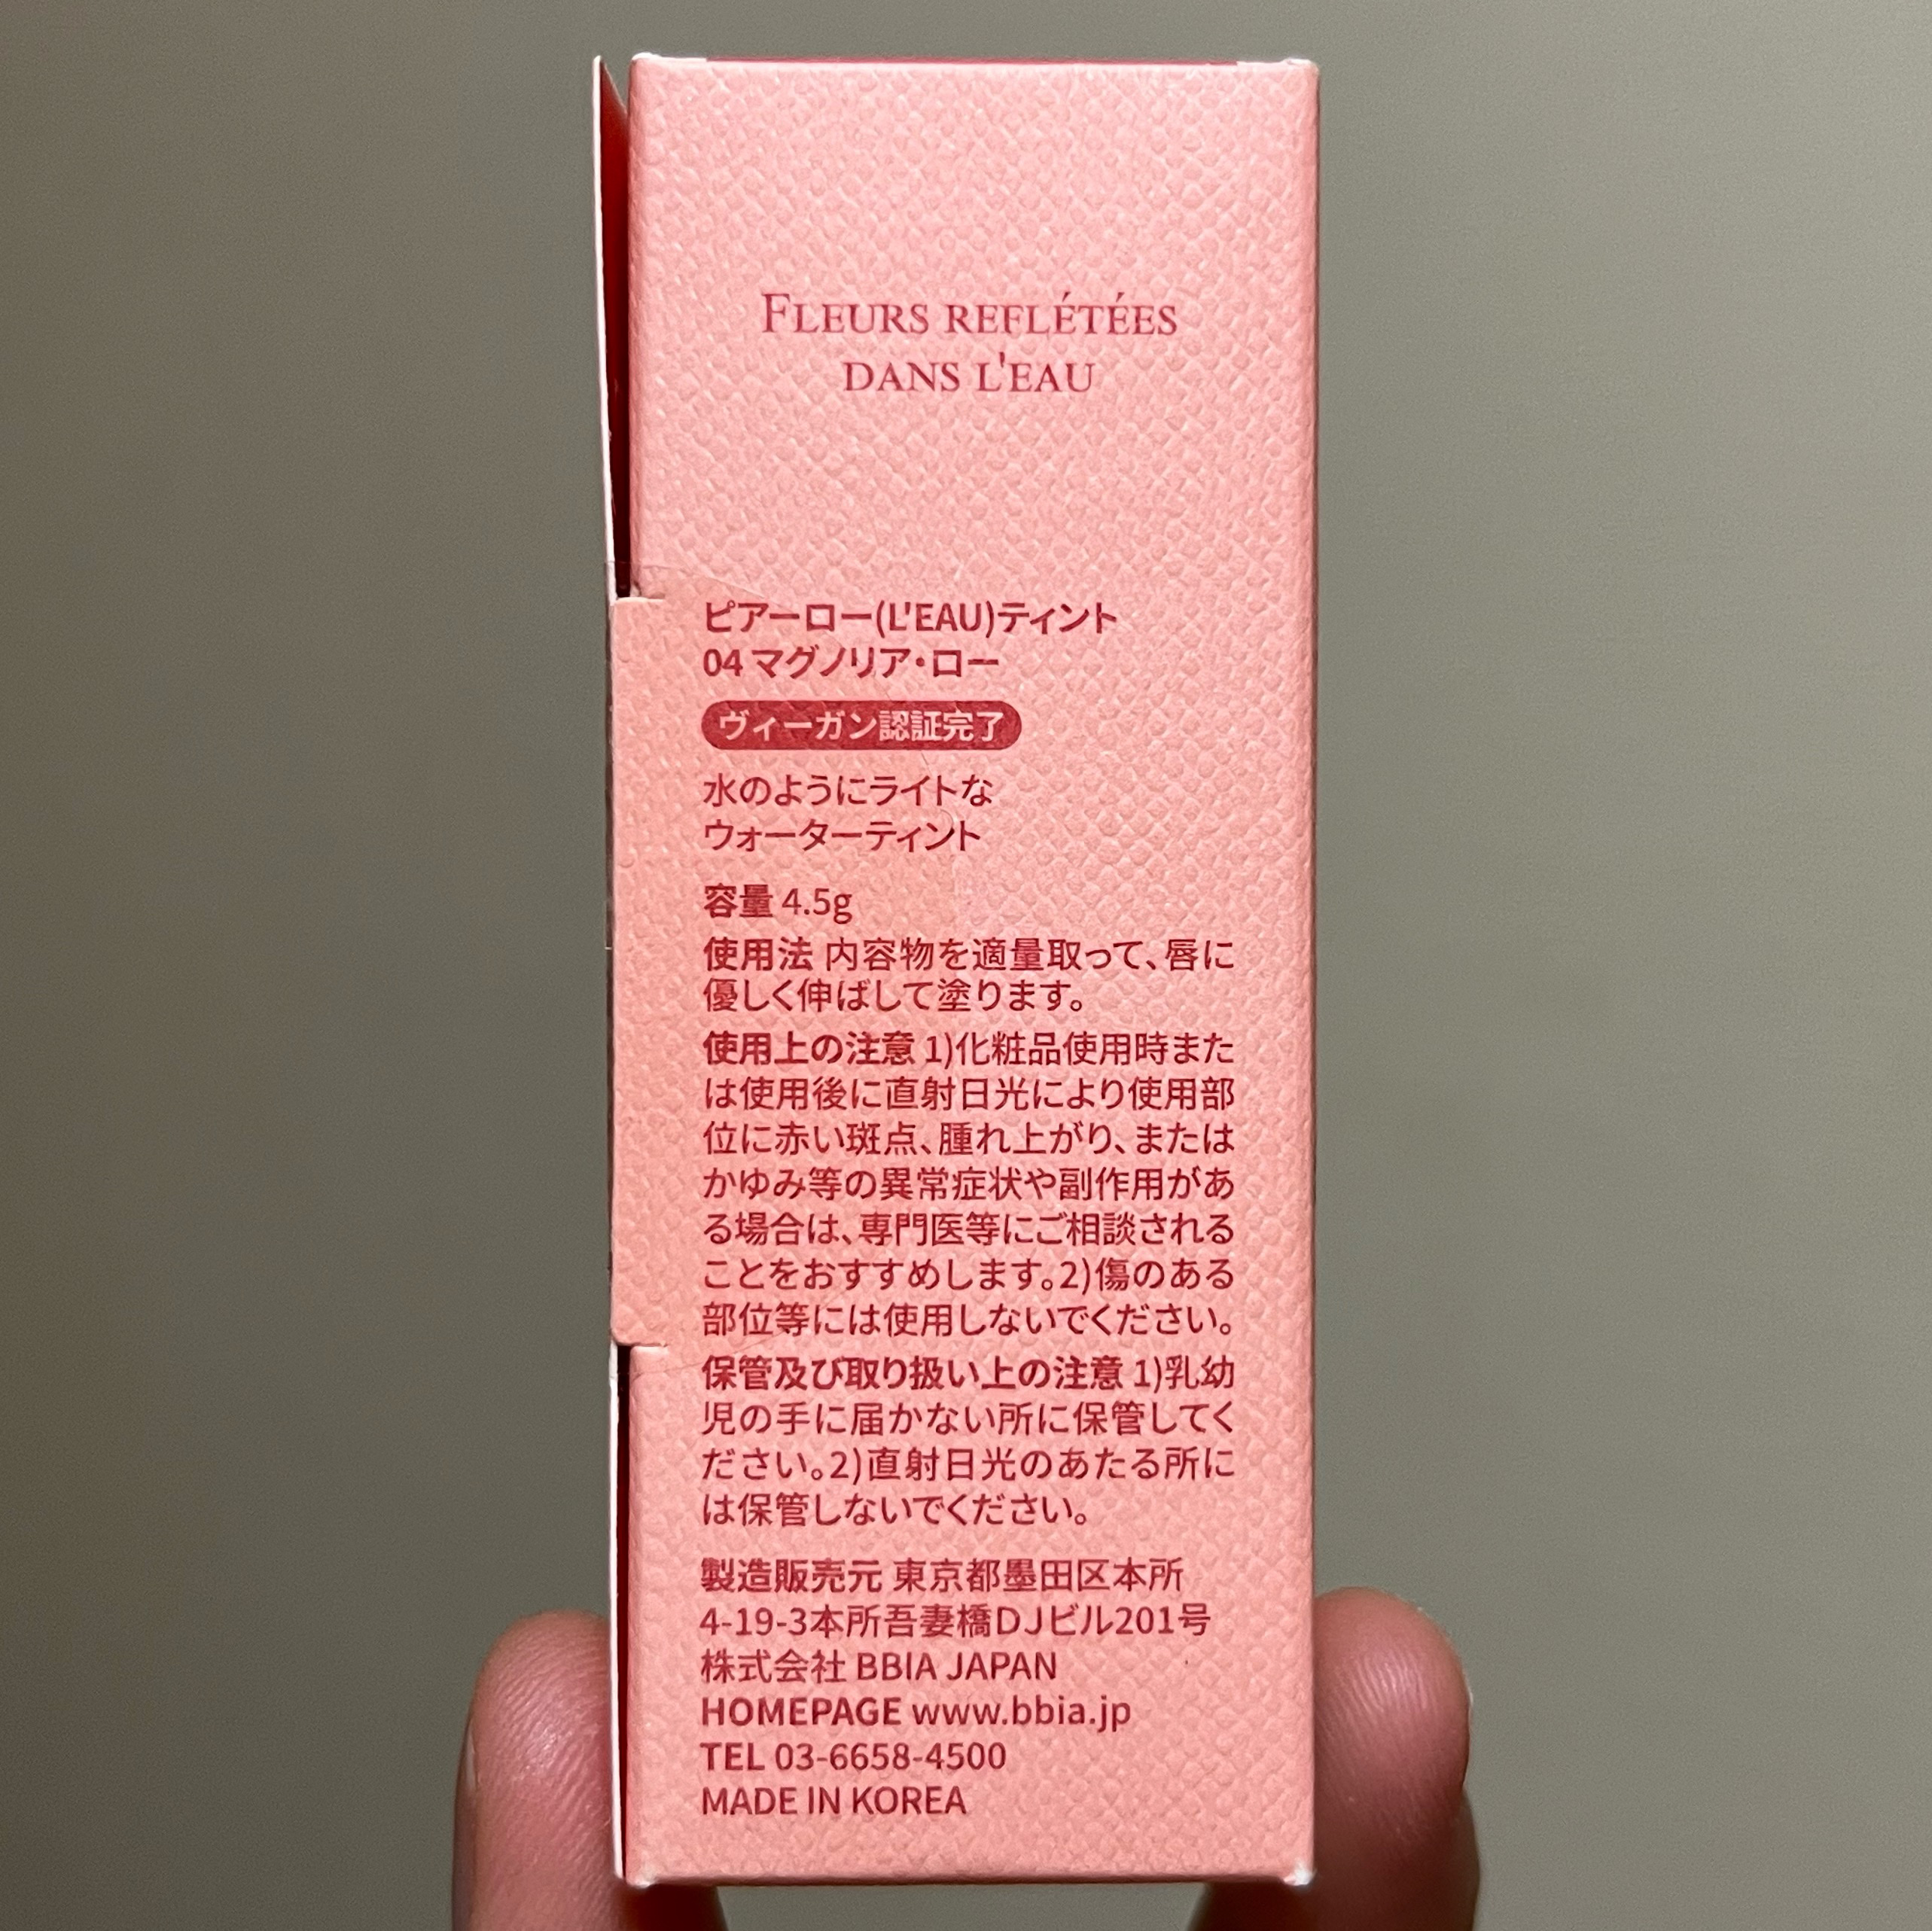 FLEURS REFLÉTÉES
DANS L'EAU
ピアーロー(L'EAU)ティント
04 マグノリア・ロー
ヴィーガン認証完了
水のようにライトな
ウォーターティント
容量 4.5g
使用法 内容物を適量取って、唇に
優しく伸ばして塗ります。
使用上の注意 1)化粧品使用時また
は使用後に直射日光により使用部
位に赤い斑点、腫れ上がり、または
かゆみ等の異常症状や副作用があ
る場合は、専門医等にご相談される
ことをおすすめします。2)傷のある
部位等には使用しないでください。
保管及び取り扱い上の注意 1)乳幼
児の手に届かない所に保管してく
ださい。2)直射日光のあたる所に
は保管しないでください。
製造販売元 東京都墨田区本所
4-19-3本所吾妻橋DJビル201号
株式会社 BBIA JAPAN
HOMEPAGE www.bbia.jp
TEL 03-6658-4500
MADE IN KOREA